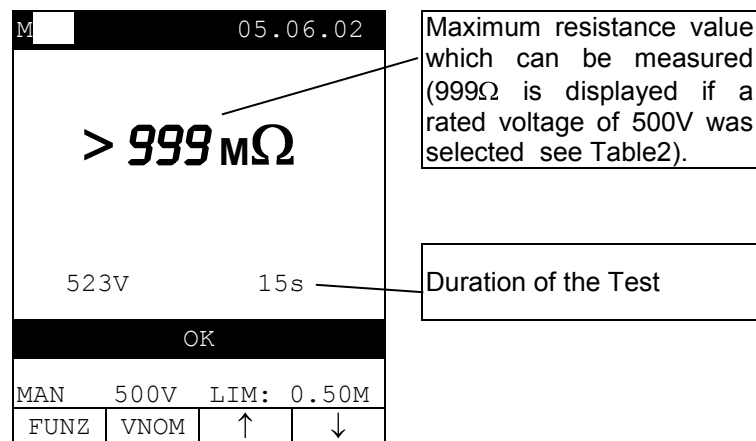 M 05.06.02
> 999 MΩ
523V 15s
OK
MAN 500V LIM: 0.50M
FUNZ VNOM ↑ ↓
Maximum resistance value
which can be measured
(999Ω is displayed if a
rated voltage of 500V was
selected see Table2).
Duration of the Test